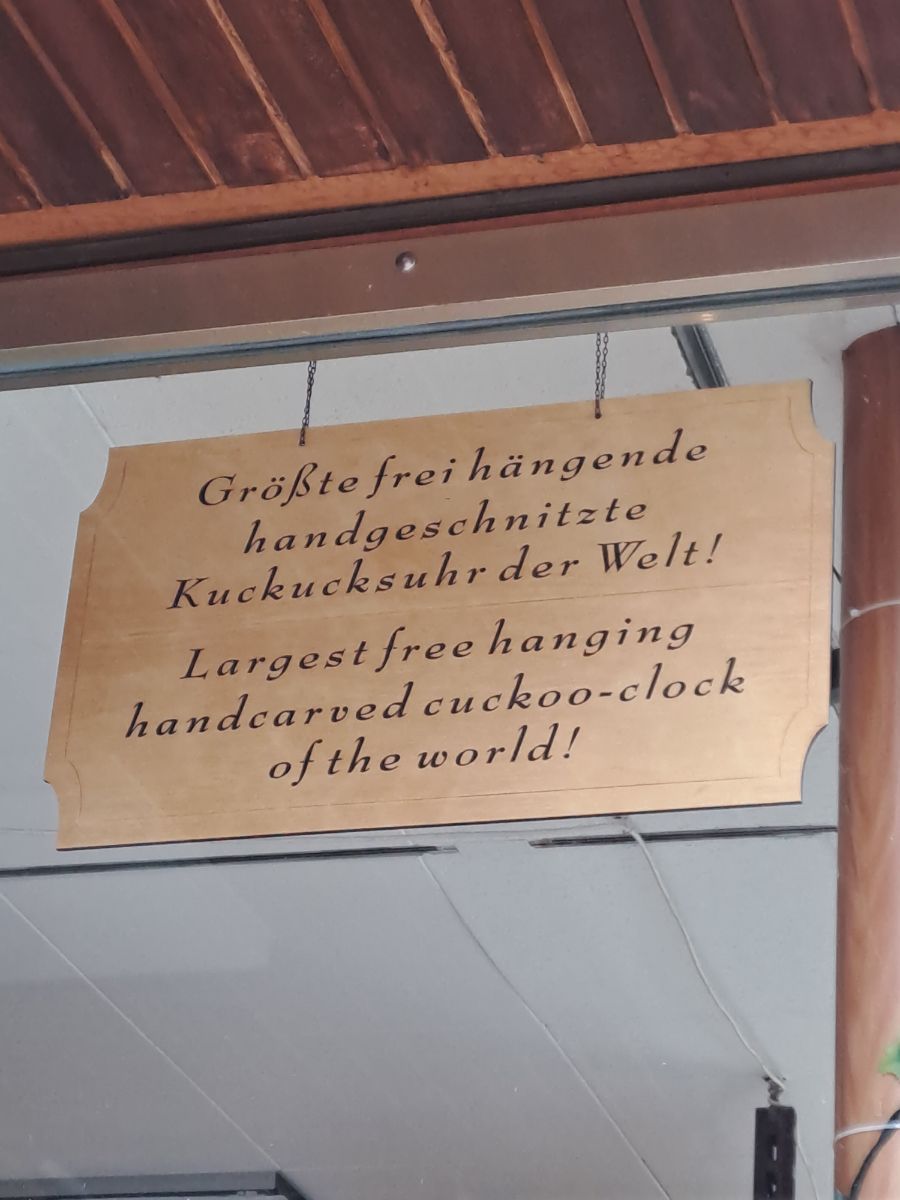 Größte frei hängende
handgeschnitzte
Kuckucksuhr der Welt!
Largest free hanging
handcarved cuckoo-clock
of the world!